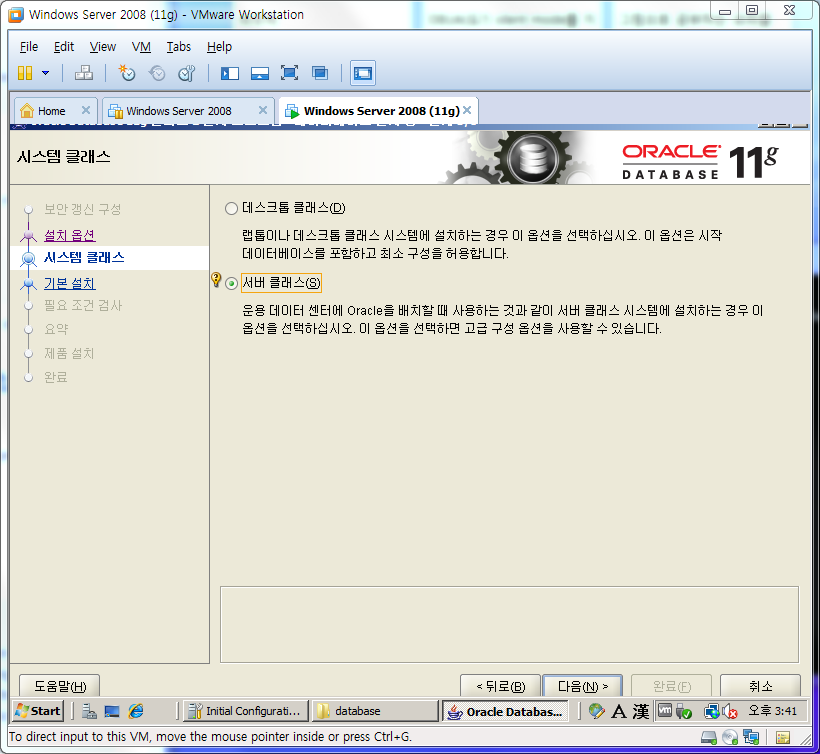 Windows Server 2008 (11g) - VMware Workstation
File Edit View VM Tabs Help
Home Windows Server 2008 Windows Server 2008 (11g)
시스템 클래스
ORACLE
DATABASE 11g
보안 갱신 구성
설치 옵션
시스템 클래스
기본 설치
필요 조건 검사
요약
제품 설치
완료
데스크톱 클래스(D)
랩톱이나 데스크톱 클래스 시스템에 설치하는 경우 이 옵션을 선택하십시오. 이 옵션은 시작
데이터베이스를 포함하고 최소 구성을 허용합니다.
서버 클래스(S)
운용 데이터 센터에 Oracle을 배치할 때 사용하는 것과 같이 서버 클래스 시스템에 설치하는 경우 이
옵션을 선택하십시오. 이 옵션을 선택하면 고급 구성 옵션을 사용할 수 있습니다.
도움말(H) < 뒤로(B) 다음(N) > 완료(F) 취소
Start Initial Configurati... database Oracle Databas... A 漢 vm 오후 3:41
To direct input to this VM, move the mouse pointer inside or press Ctrl+G.